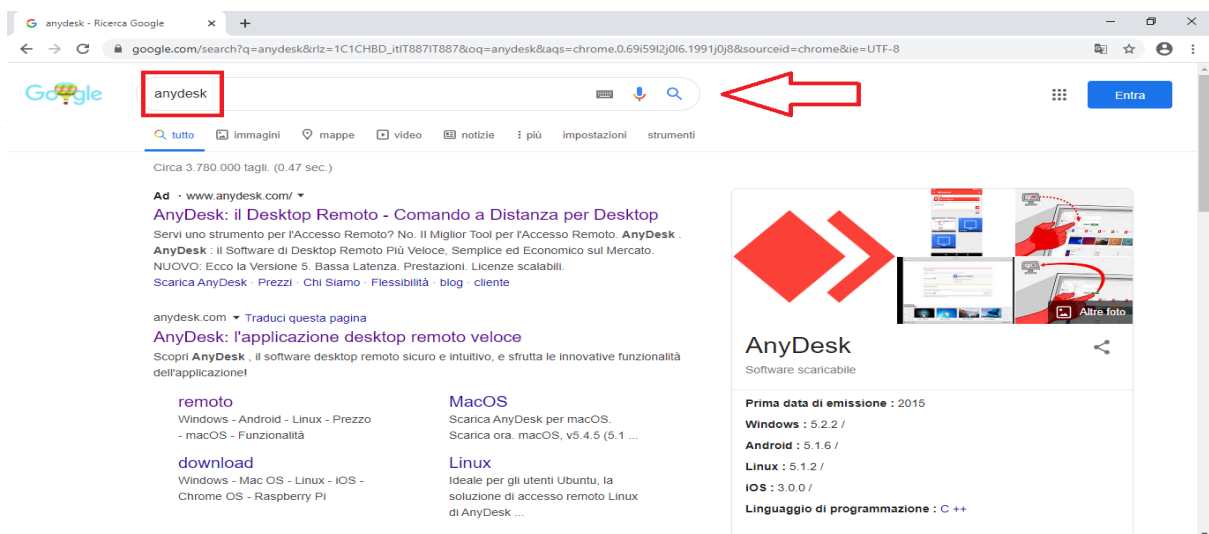 anydesk - Ricerca Google
google.com/search?q=anydesk&rlz=1C1CHBD_itIT887IT887&oq=anydesk&aqs=chrome.0.69i59l2j0l6.1991j0j8&sourceid=chrome&ie=UTF-8
Google
anydesk
Entra
tutto immagini mappe video notizie più impostazioni strumenti
Circa 3.780.000 tagli. (0.47 sec.)
Ad · www.anydesk.com/
AnyDesk: il Desktop Remoto - Comando a Distanza per Desktop
Servi uno strumento per l'Accesso Remoto? No. Il Miglior Tool per l'Accesso Remoto. AnyDesk .
AnyDesk : il Software di Desktop Remoto Più Veloce, Semplice ed Economico sul Mercato.
NUOVO: Ecco la Versione 5. Bassa Latenza. Prestazioni. Licenze scalabili.
Scarica AnyDesk · Prezzi · Chi Siamo · Flessibilità · blog · cliente
anydesk.com Traduci questa pagina
AnyDesk: l'applicazione desktop remoto veloce
Scopri AnyDesk , il software desktop remoto sicuro e intuitivo, e sfrutta le innovative funzionalità
dell'applicazione!
remoto
Windows - Android - Linux - Prezzo
- macOS - Funzionalità
MacOS
Scarica AnyDesk per macOS.
Scarica ora. macOS, v5.4.5 (5.1 ...
download
Windows - Mac OS - Linux - iOS -
Chrome OS - Raspberry Pi
Linux
Ideale per gli utenti Ubuntu, la
soluzione di accesso remoto Linux
di AnyDesk ...
Altre foto
AnyDesk
Software scaricabile
Prima data di emissione : 2015
Windows : 5.2.2 /
Android : 5.1.6 /
Linux : 5.1.2 /
iOS : 3.0.0 /
Linguaggio di programmazione : C ++